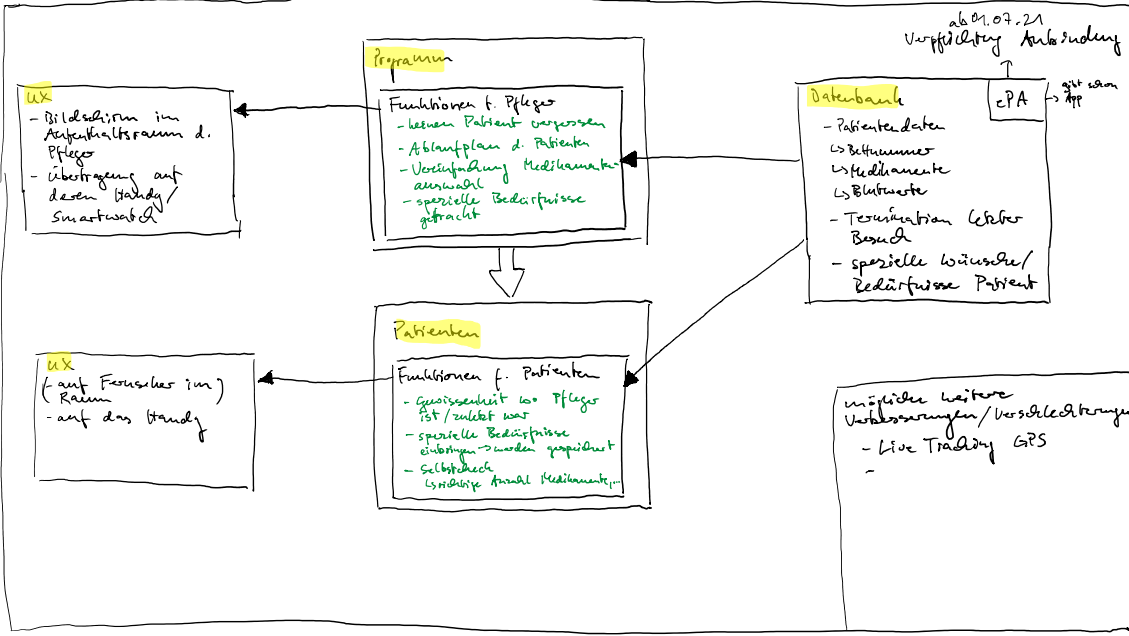 ab 01.07.21
Verpflichtung Anbindung
Programm
Funktionen f. Pfleger
- keinen Patient vergessen
- Ablaufplan d. Patienten
- Vereinfachung Medikamenten-
auswahl
- spezielle Bedürfnisse
gebracht
UX
- Bildschirm im
Aufenthaltsraum d.
Pfleger
- Übertragung auf
deren Handy/
Smartwatch
Datenbank
ePA
gibt schon
App
- Patientendaten
↳ Bettnummer
↳ Medikamente
↳ Blutwerte
- Termination letzter
Besuch
- spezielle Wünsche/
Bedürfnisse Patient
Patienten
Funktionen f. Patienten
- Gewissenheit wo Pfleger
ist/zuletzt war
- spezielle Bedürfnisse
einbringen → werden gespeichert
- Selbstcheck
↳ richtige Anzahl Medikamente,...
UX
(- auf Fernseher im)
Raum
- auf das Handy
mögliche weitere
Verbesserungen/Verschlechterungen
- Live Tracking GPS
-